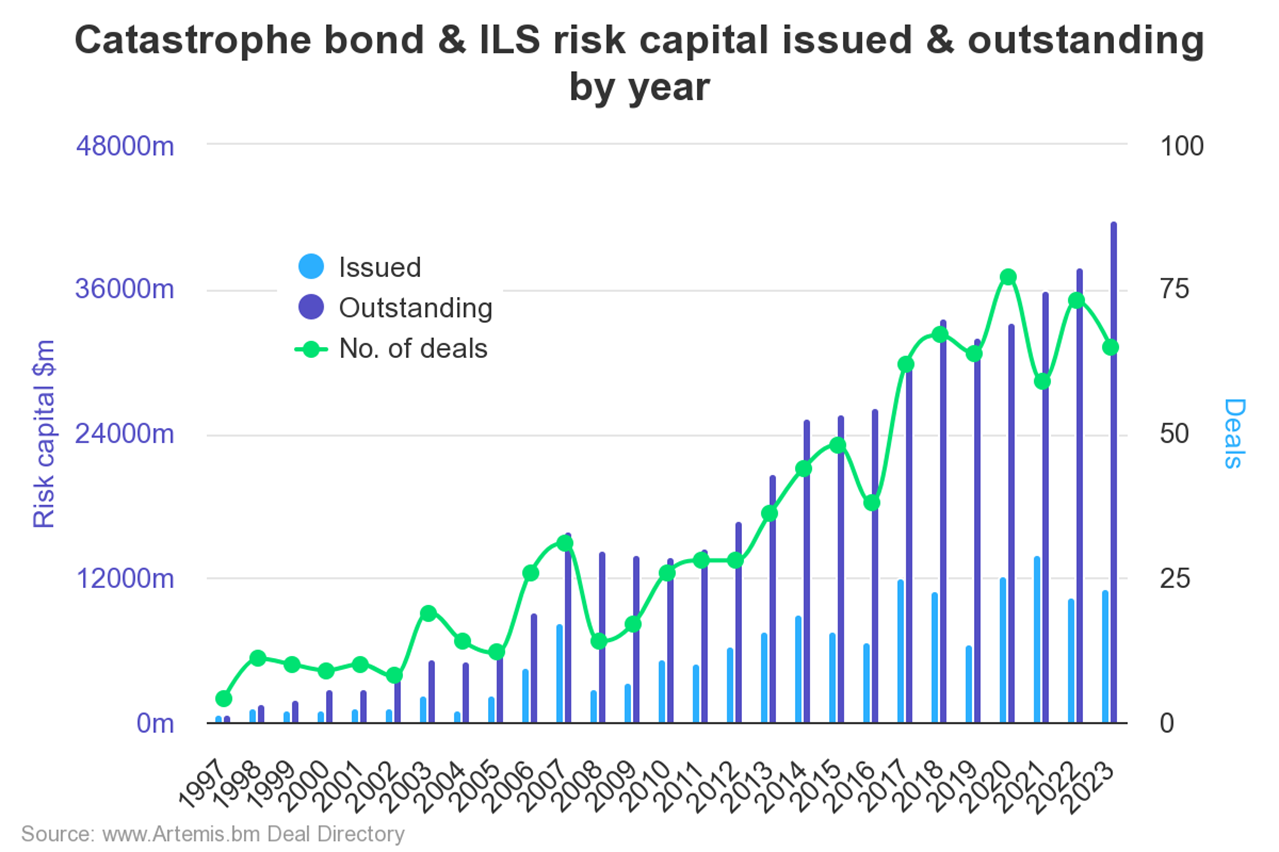 Catastrophe bond & ILS risk capital issued & outstanding
by year
48000m
36000m
24000m
12000m
0m
Risk capital $m
Issued
Outstanding
No. of deals
100
75
50
25
0
Deals
1997
1998
1999
2000
2001
2002
2003
2004
2005
2006
2007
2008
2009
2010
2011
2012
2013
2014
2015
2016
2017
2018
2019
2020
2021
2022
2023
Source: www.Artemis.bm Deal Directory